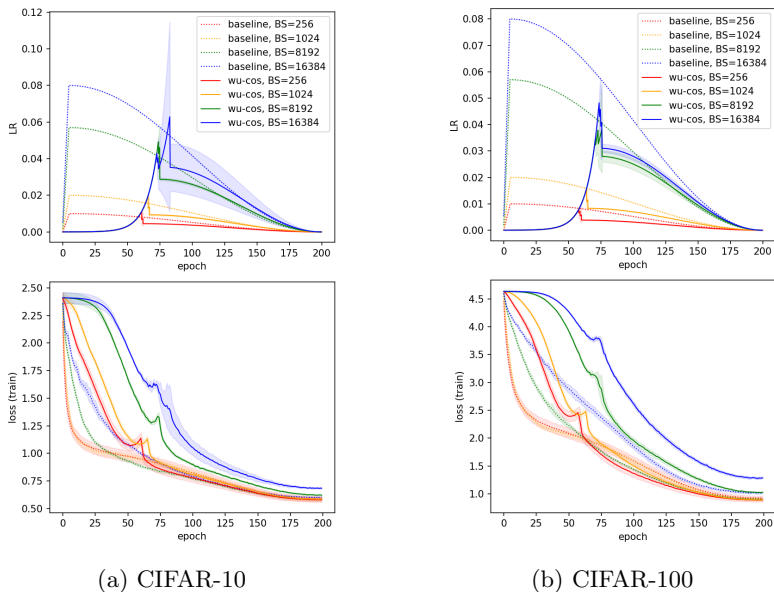 0.12
0.10
0.08
0.06
0.04
0.02
0.00
LR
0 25 50 75 100 125 150 175 200
epoch
baseline, BS=256
baseline, BS=1024
baseline, BS=8192
baseline, BS=16384
wu-cos, BS=256
wu-cos, BS=1024
wu-cos, BS=8192
wu-cos, BS=16384
0.08
0.07
0.06
0.05
0.04
0.03
0.02
0.01
0.00
LR
0 25 50 75 100 125 150 175 200
epoch
baseline, BS=256
baseline, BS=1024
baseline, BS=8192
baseline, BS=16384
wu-cos, BS=256
wu-cos, BS=1024
wu-cos, BS=8192
wu-cos, BS=16384
2.50
2.25
2.00
1.75
1.50
1.25
1.00
0.75
0.50
loss (train)
0 25 50 75 100 125 150 175 200
epoch
4.5
4.0
3.5
3.0
2.5
2.0
1.5
1.0
loss (train)
0 25 50 75 100 125 150 175 200
epoch
(a) CIFAR-10
(b) CIFAR-100